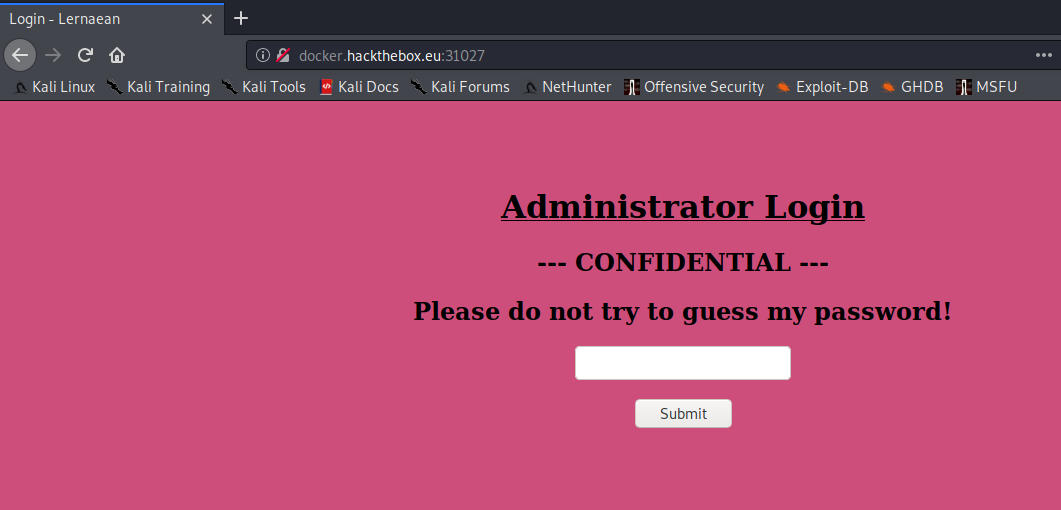 Login - Lernaean
docker.hackthebox.eu:31027
Kali Linux Kali Training Kali Tools Kali Docs Kali Forums NetHunter Offensive Security Exploit-DB GHDB MSFU
Administrator Login
--- CONFIDENTIAL ---
Please do not try to guess my password!
Submit